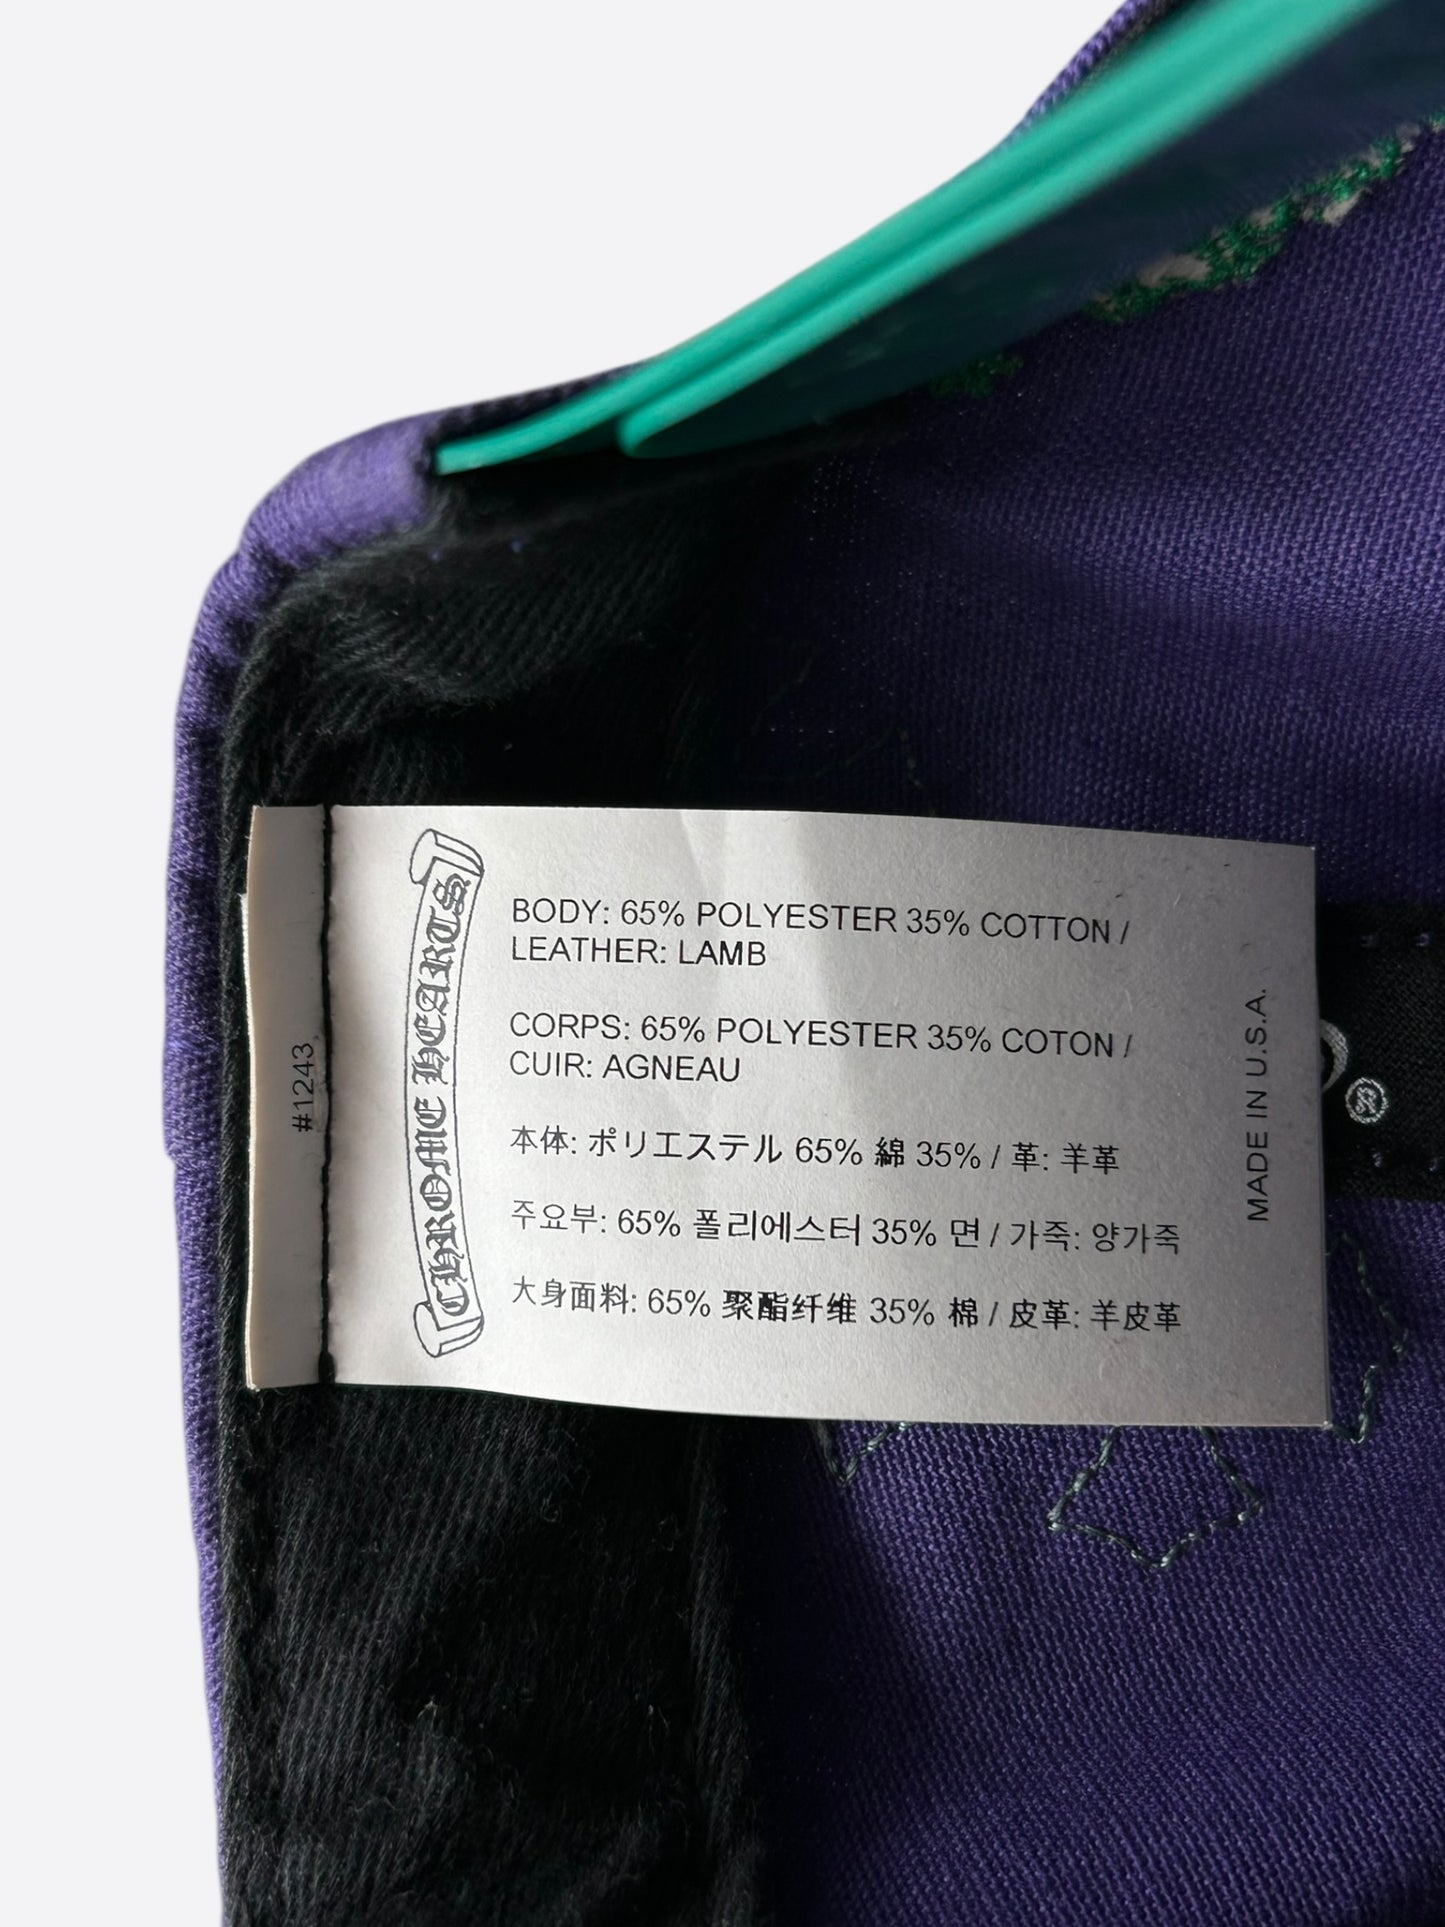 #1243
CHROME HEARTS
BODY: 65% POLYESTER 35% COTTON /
LEATHER: LAMB
CORPS: 65% POLYESTER 35% COTON /
CUIR: AGNEAU
本体: ポリエステル 65% 綿 35% / 革: 羊革
주요부: 65% 폴리에스터 35% 면 / 가죽: 양가죽
大身面料: 65% 聚酯纤维 35% 棉 / 皮革: 羊皮革
MADE IN U.S.A.
®